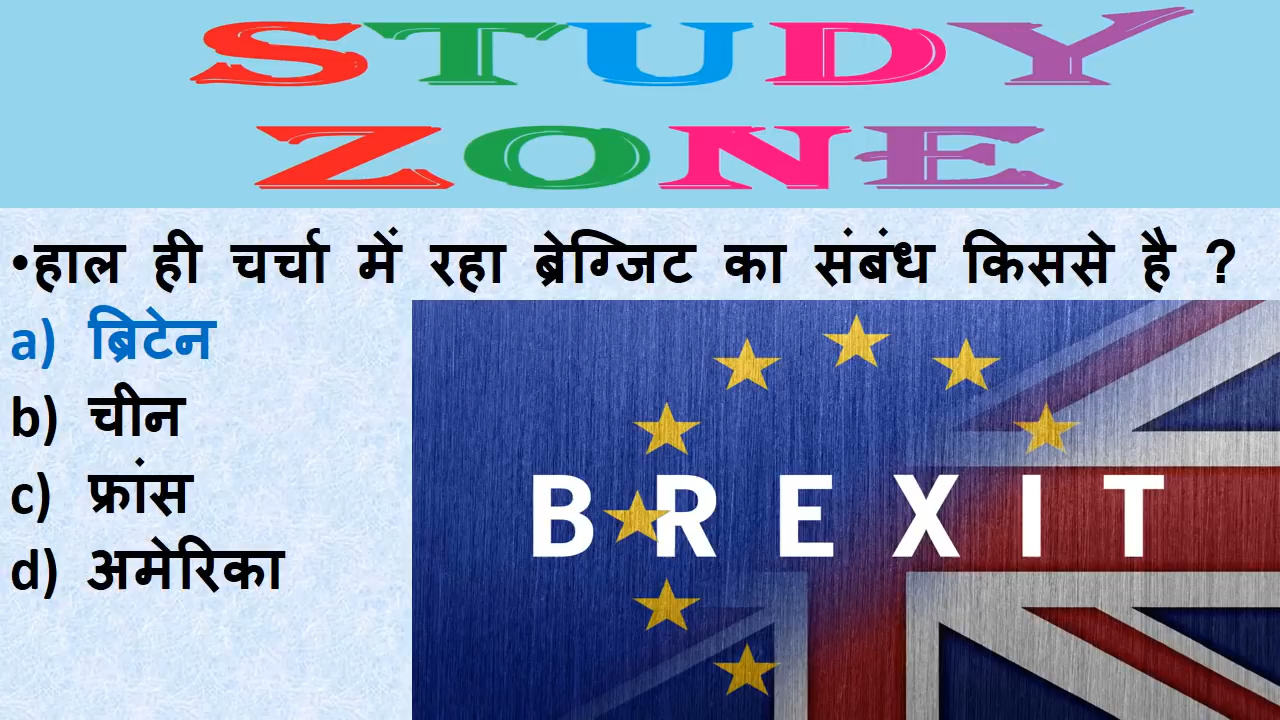 STUDY
ZONE
•हाल ही चर्चा में रहा ब्रेग्जिट का संबंध किससे है ?
a) ब्रिटेन
b) चीन
c) फ्रांस
d) अमेरिका
BREXIT